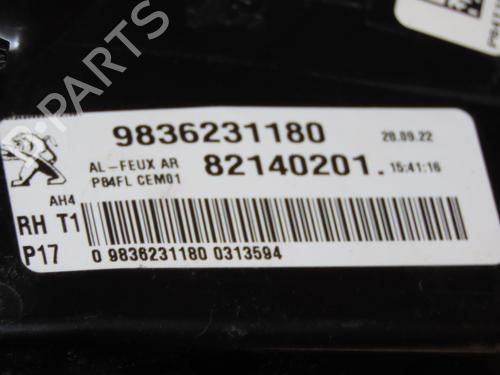 9836231180
28.09.22
AL-FEUX AR
P84FL CEM01
82140201.
15:41:16
AH4
RH T1
P17
0 9836231180 0313594
B-PARTS